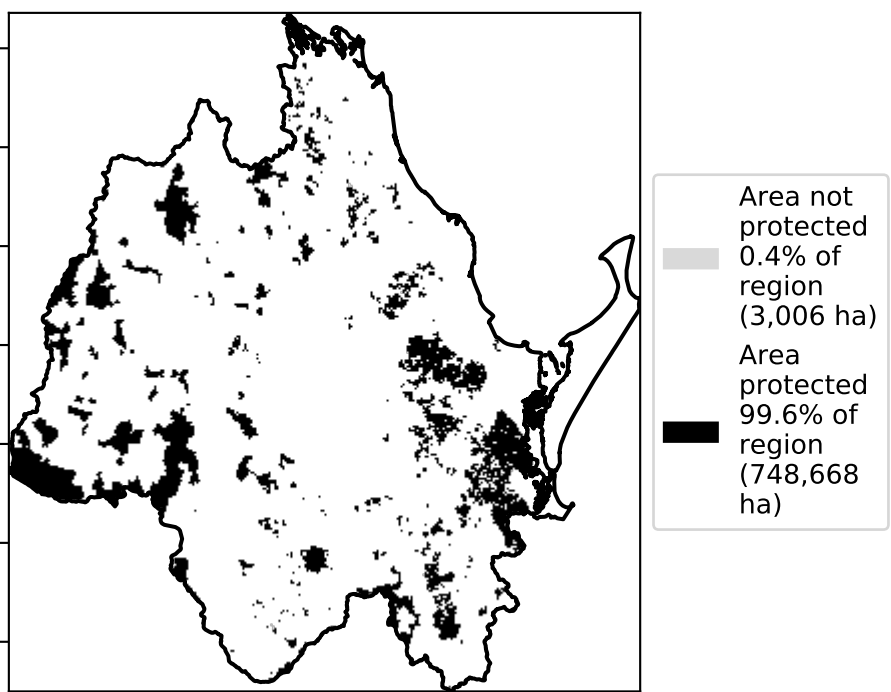 Area not
protected
0.4% of
region
(3,006 ha)
Area
protected
99.6% of
region
(748,668
ha)